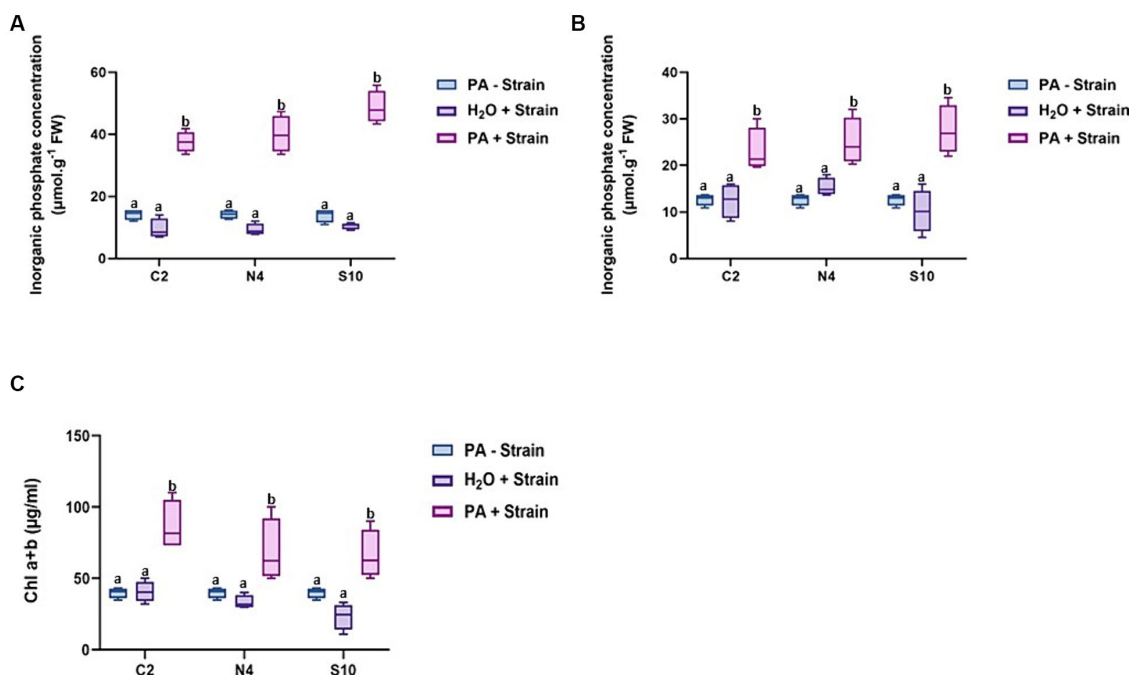 A
Inorganic phosphate concentration
(μmol.g⁻¹ FW)
60
40
20
0
a a b
a a b
a a b
C2 N4 S10
PA - Strain
H₂O + Strain
PA + Strain
B
Inorganic phosphate concentration
(μmol.g⁻¹ FW)
40
30
20
10
0
a a b
a a b
a a b
C2 N4 S10
PA - Strain
H₂O + Strain
PA + Strain
C
Chl a+b (μg/ml)
150
100
50
0
a a b
a a b
a a b
C2 N4 S10
PA - Strain
H₂O + Strain
PA + Strain